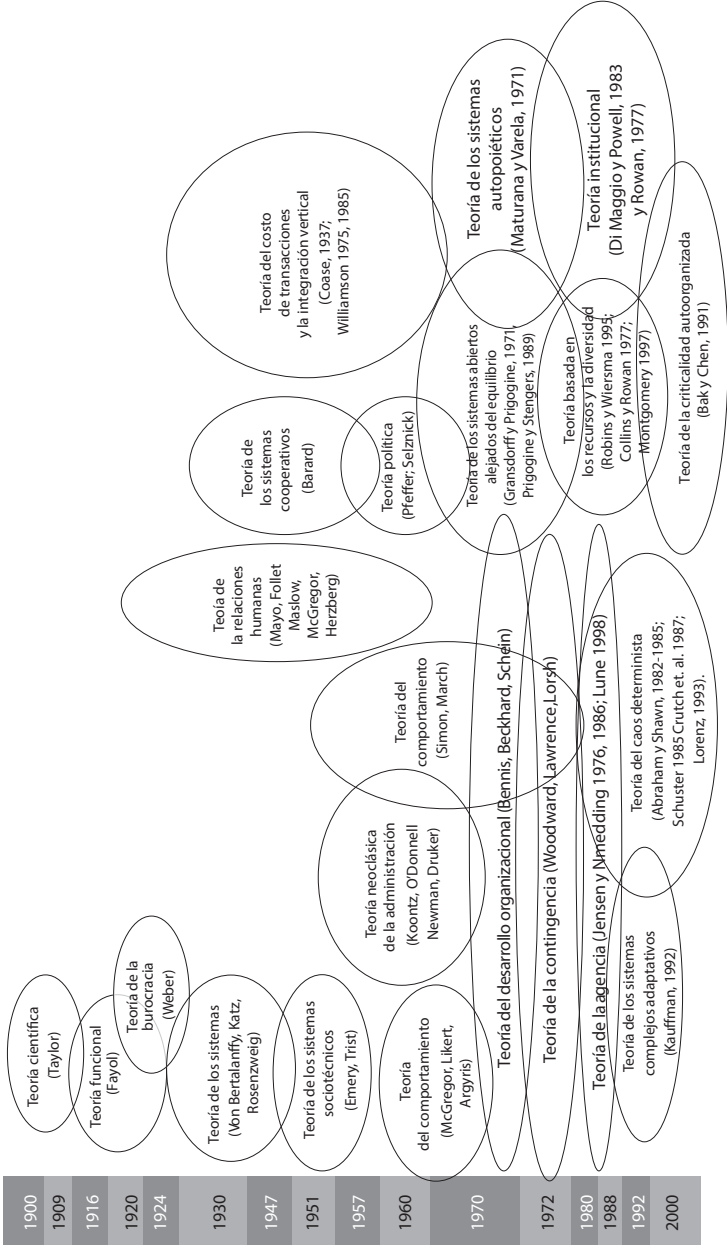 1900
1909
1916
1920
1924
1930
1947
1951
1957
1960
1970
1972
1980
1988
1992
2000
Teoría científica
(Taylor)
Teoría funcional
(Fayol)
Teoría de la
burocracia
(Weber)
Teoría de los sistemas
(Von Bertalanffy, Katz,
Rosenzweig)
Teoría de los sistemas
sociotécnicos
(Emery, Trist)
Teoría
del comportamiento
(McGregor, Likert,
Argyris)
Teoría neoclásica
de la administración
(Koontz, O'Donnell
Newman, Druker)
Teoría del
comportamiento
(Simon, March)
Teoía de
la relaciones
humanas
(Mayo, Follet
Maslow,
McGregor,
Herzberg)
Teoría de
los sistemas
cooperativos
(Barard)
Teoría política
(Pfeffer; Selznick)
Teoría del costo
de transacciones
y la integración vertical
(Coase, 1937;
Williamson 1975, 1985)
Teoría del desarrollo organizacional (Bennis, Beckhard, Schein)
Teoría de la contingencia (Woodward, Lawrence,Lorsh)
Teoría de la agencia (Jensen y Nmedding 1976, 1986; Lune 1998)
Teoría de los sistemas abiertos
alejados del equilibrio
(Gransdorff y Prigogine, 1971,
Prigogine y Stengers, 1989)
Teoría de los sistemas
autopoiéticos
(Maturana y Varela, 1971)
Teoría basada en
los recursos y la diversidad
(Robins y Wiersma 1995;
Collins y Rowan 1977;
Montgomery 1997)
Teoría institucional
(Di Maggio y Powell, 1983
y Rowan, 1977)
Teoría de los sistemas
complejos adaptativos
(Kauffman, 1992)
Teoría del caos determinista
(Abraham y Shawn, 1982-1985;
Schuster 1985 Crutch et. al. 1987;
Lorenz, 1993).
Teoría de la criticalidad autoorganizada
(Bak y Chen, 1991)